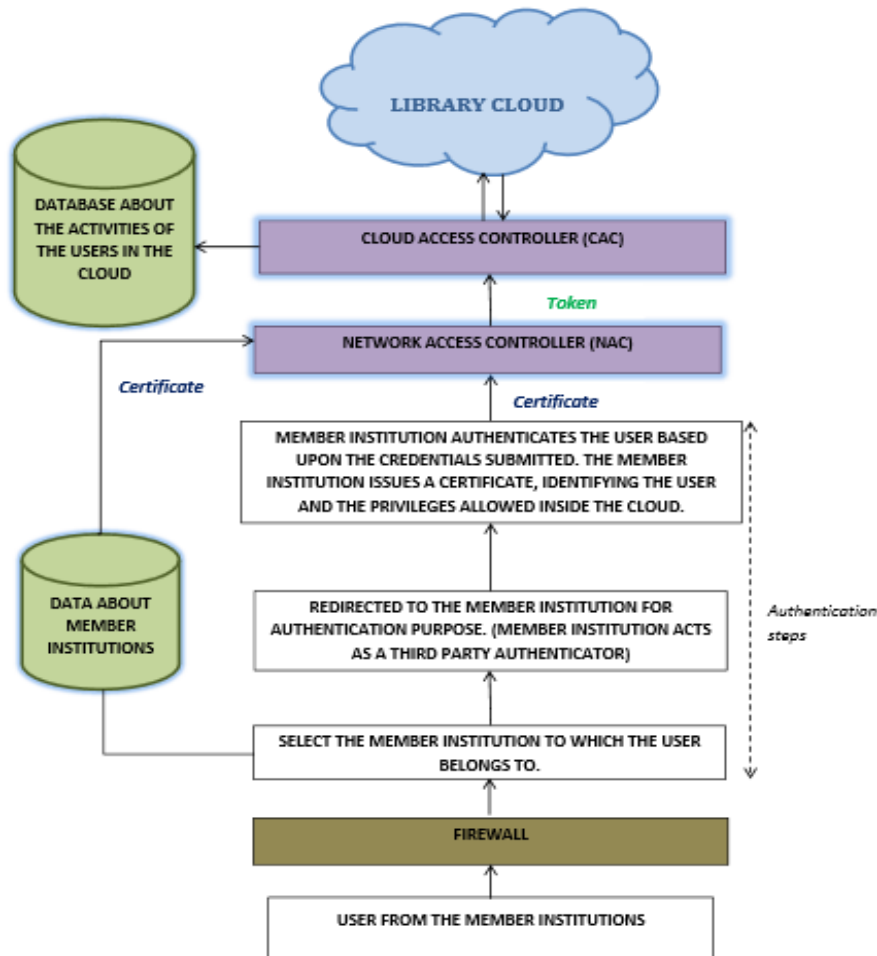 LIBRARY CLOUD
DATABASE ABOUT
THE ACTIVITIES OF
THE USERS IN THE
CLOUD
CLOUD ACCESS CONTROLLER (CAC)
Token
NETWORK ACCESS CONTROLLER (NAC)
Certificate
Certificate
MEMBER INSTITUTION AUTHENTICATES THE USER BASED
UPON THE CREDENTIALS SUBMITTED. THE MEMBER
INSTITUTION ISSUES A CERTIFICATE, IDENTIFYING THE USER
AND THE PRIVILEGES ALLOWED INSIDE THE CLOUD.
DATA ABOUT
MEMBER
INSTITUTIONS
REDIRECTED TO THE MEMBER INSTITUTION FOR
AUTHENTICATION PURPOSE. (MEMBER INSTITUTION ACTS
AS A THIRD PARTY AUTHENTICATOR)
Authentication
steps
SELECT THE MEMBER INSTITUTION TO WHICH THE USER
BELONGS TO.
FIREWALL
USER FROM THE MEMBER INSTITUTIONS